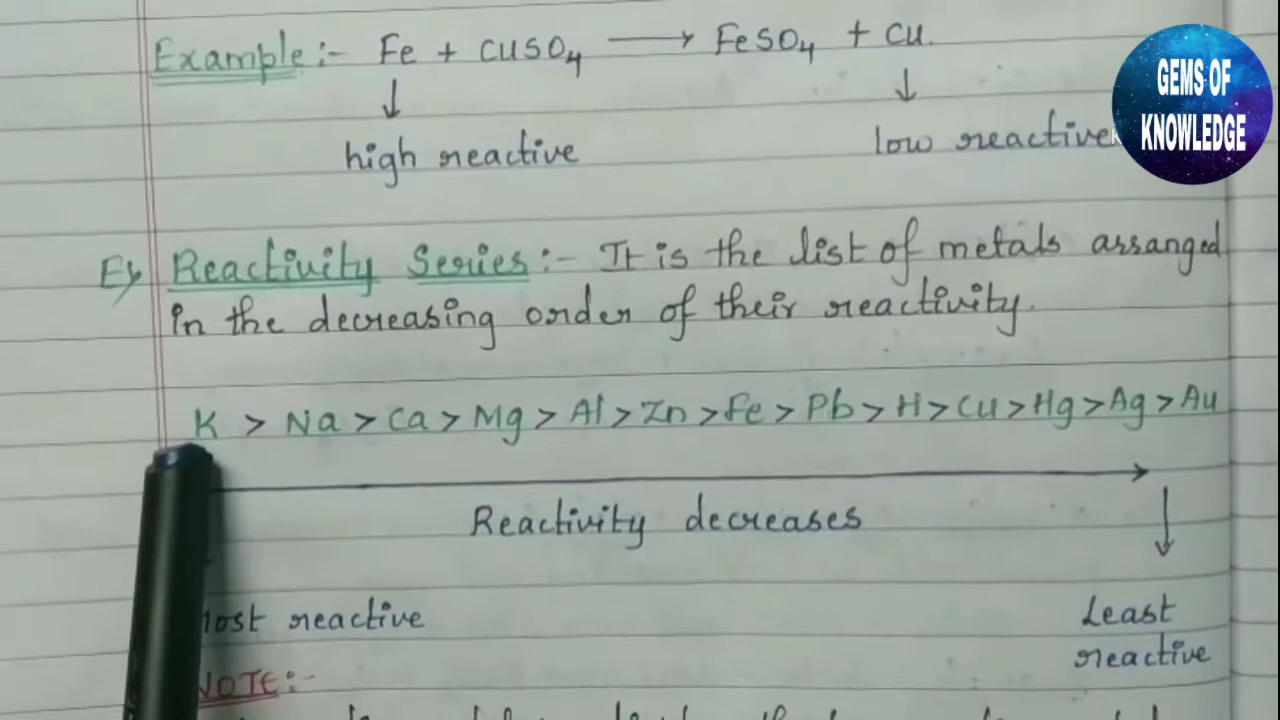 Example:- Fe + CuSO4 → FeSO4 + Cu.
↓ ↓
high reactive low reactive
GEMS OF
KNOWLEDGE
Ey Reactivity Series:- It is the list of metals arranged
in the decreasing order of their reactivity.
K > Na > Ca > Mg > Al > Zn > Fe > Pb > H > Cu > Hg > Ag > Au
Reactivity decreases
reactive
Least
reactive
NOTE:-